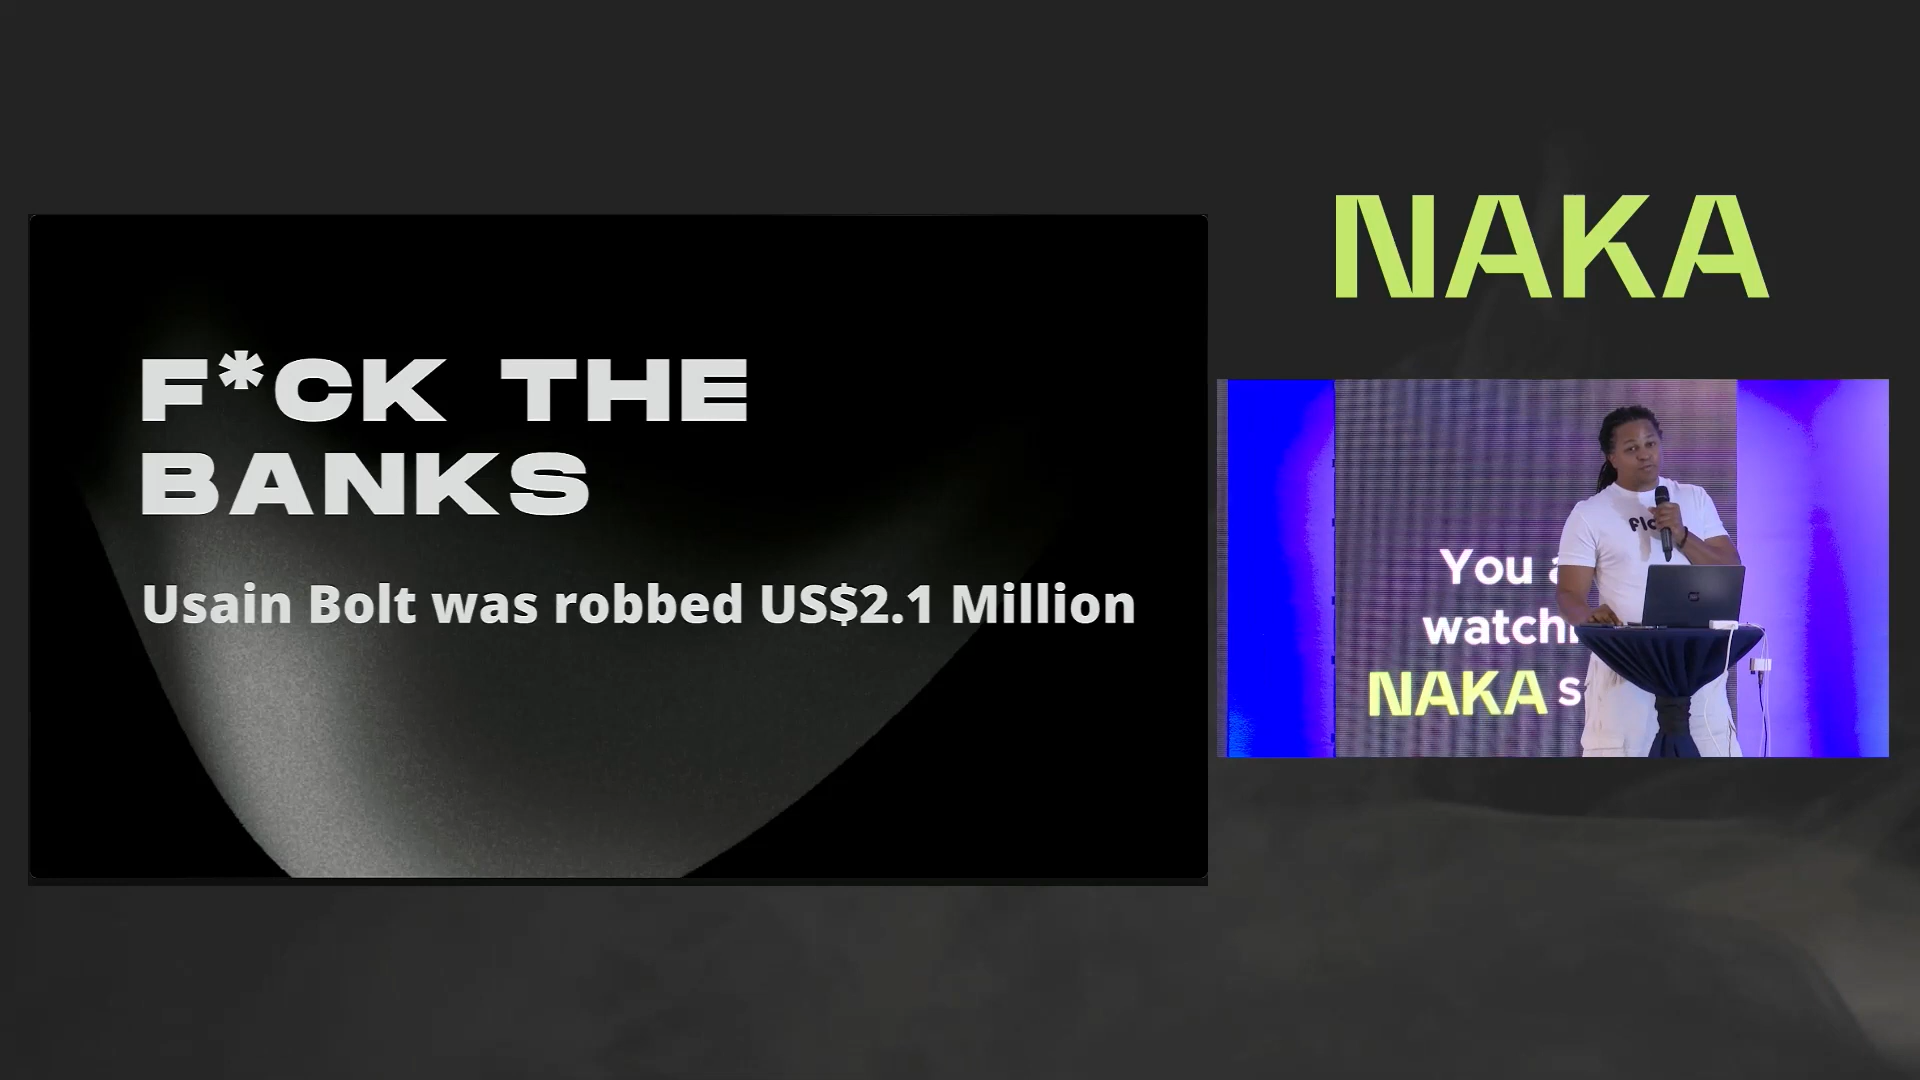 F*CK THE
BANKS
Usain Bolt was robbed US$2.1 Million
NAKA
You
watch
NAKA s